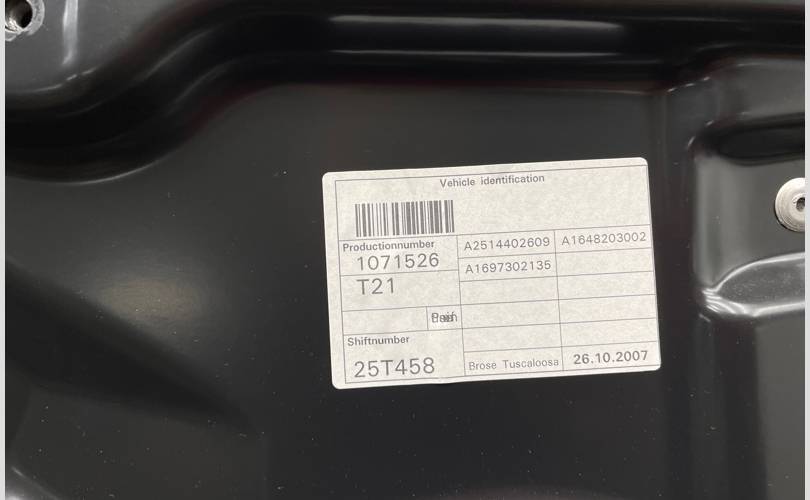 Vehicle identification
Productionnumber
1071526
A2514402609 A1648203002
T21
A1697302135
Shiftnumber
25T458
Brose Tuscaloosa 26.10.2007